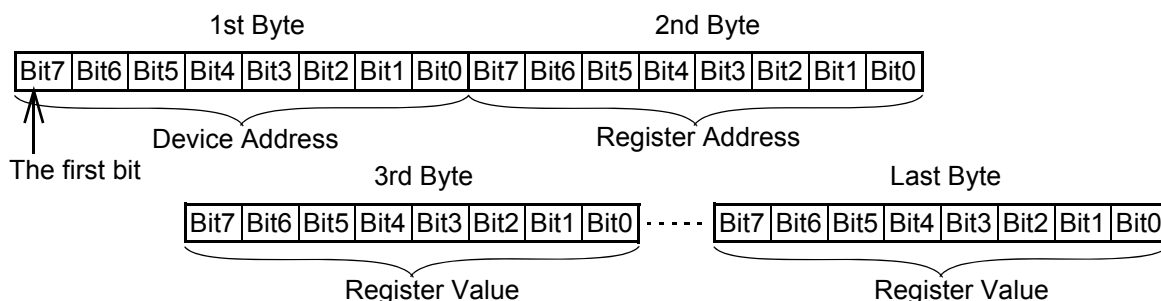 1st Byte 2nd Byte
Bit7 Bit6 Bit5 Bit4 Bit3 Bit2 Bit1 Bit0 Bit7 Bit6 Bit5 Bit4 Bit3 Bit2 Bit1 Bit0
Device Address Register Address
The first bit
3rd Byte Last Byte
Bit7 Bit6 Bit5 Bit4 Bit3 Bit2 Bit1 Bit0 Bit7 Bit6 Bit5 Bit4 Bit3 Bit2 Bit1 Bit0
Register Value Register Value